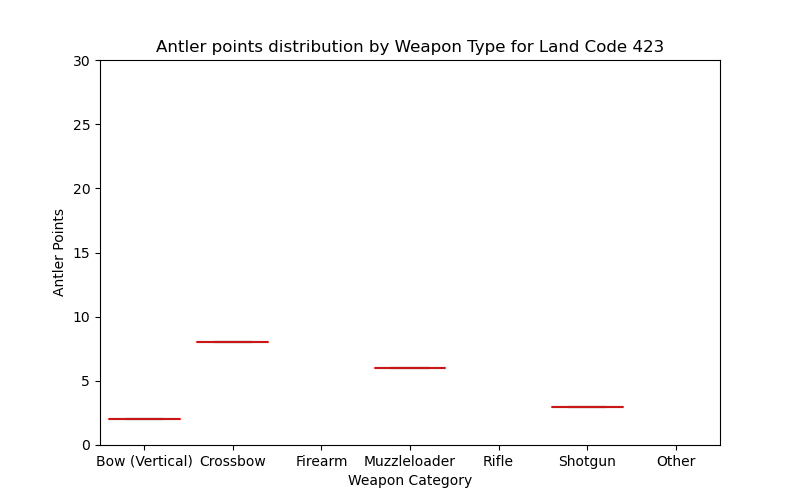 Antler points distribution by Weapon Type for Land Code 423
30
25
20
15
10
5
0
Antler Points
Bow (Vertical) Crossbow Firearm Muzzleloader Rifle Shotgun Other
Weapon Category